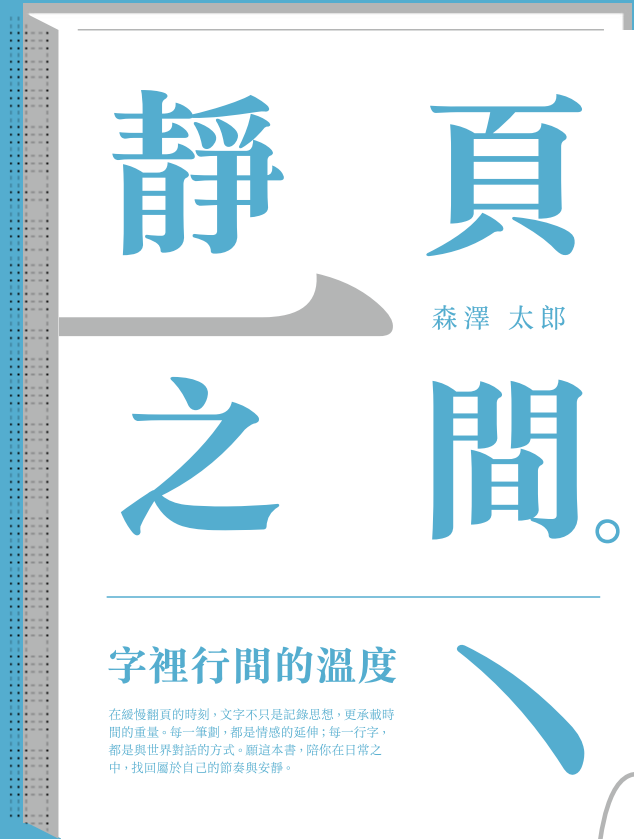 靜頁
森澤 太郎
之間。
字裡行間的溫度
在緩慢翻頁的時刻，文字不只是記錄思想，更承載時
間的重量。每一筆劃，都是情感的延伸；每一行字，
都是與世界對話的方式。願這本書，陪你在日常之
中，找回屬於自己的節奏與安靜。